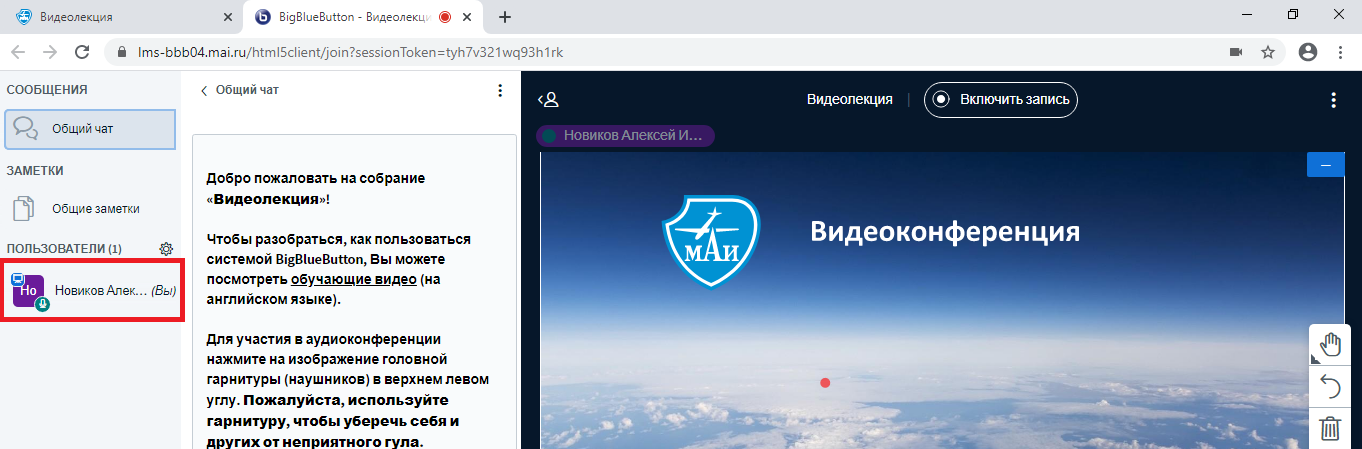 Видеолекция
BigBlueButton - Видеолекци
lms-bbb04.mai.ru/html5client/join?sessionToken=tyh7v321wq93h1rk
СООБЩЕНИЯ
Общий чат
ЗАМЕТКИ
Общие заметки
ПОЛЬЗОВАТЕЛИ (1)
Но
Новиков Алек... (Вы)
Общий чат
Добро пожаловать на собрание
«Видеолекция»!
Чтобы разобраться, как пользоваться
системой BigBlueButton, Вы можете
посмотреть обучающие видео (на
английском языке).
Для участия в аудиоконференции
нажмите на изображение головной
гарнитуры (наушников) в верхнем левом
углу. Пожалуйста, используйте
гарнитуру, чтобы уберечь себя и
других от неприятного гула.
Видеолекция
Включить запись
Новиков Алексей И...
МАИ
Видеоконференция